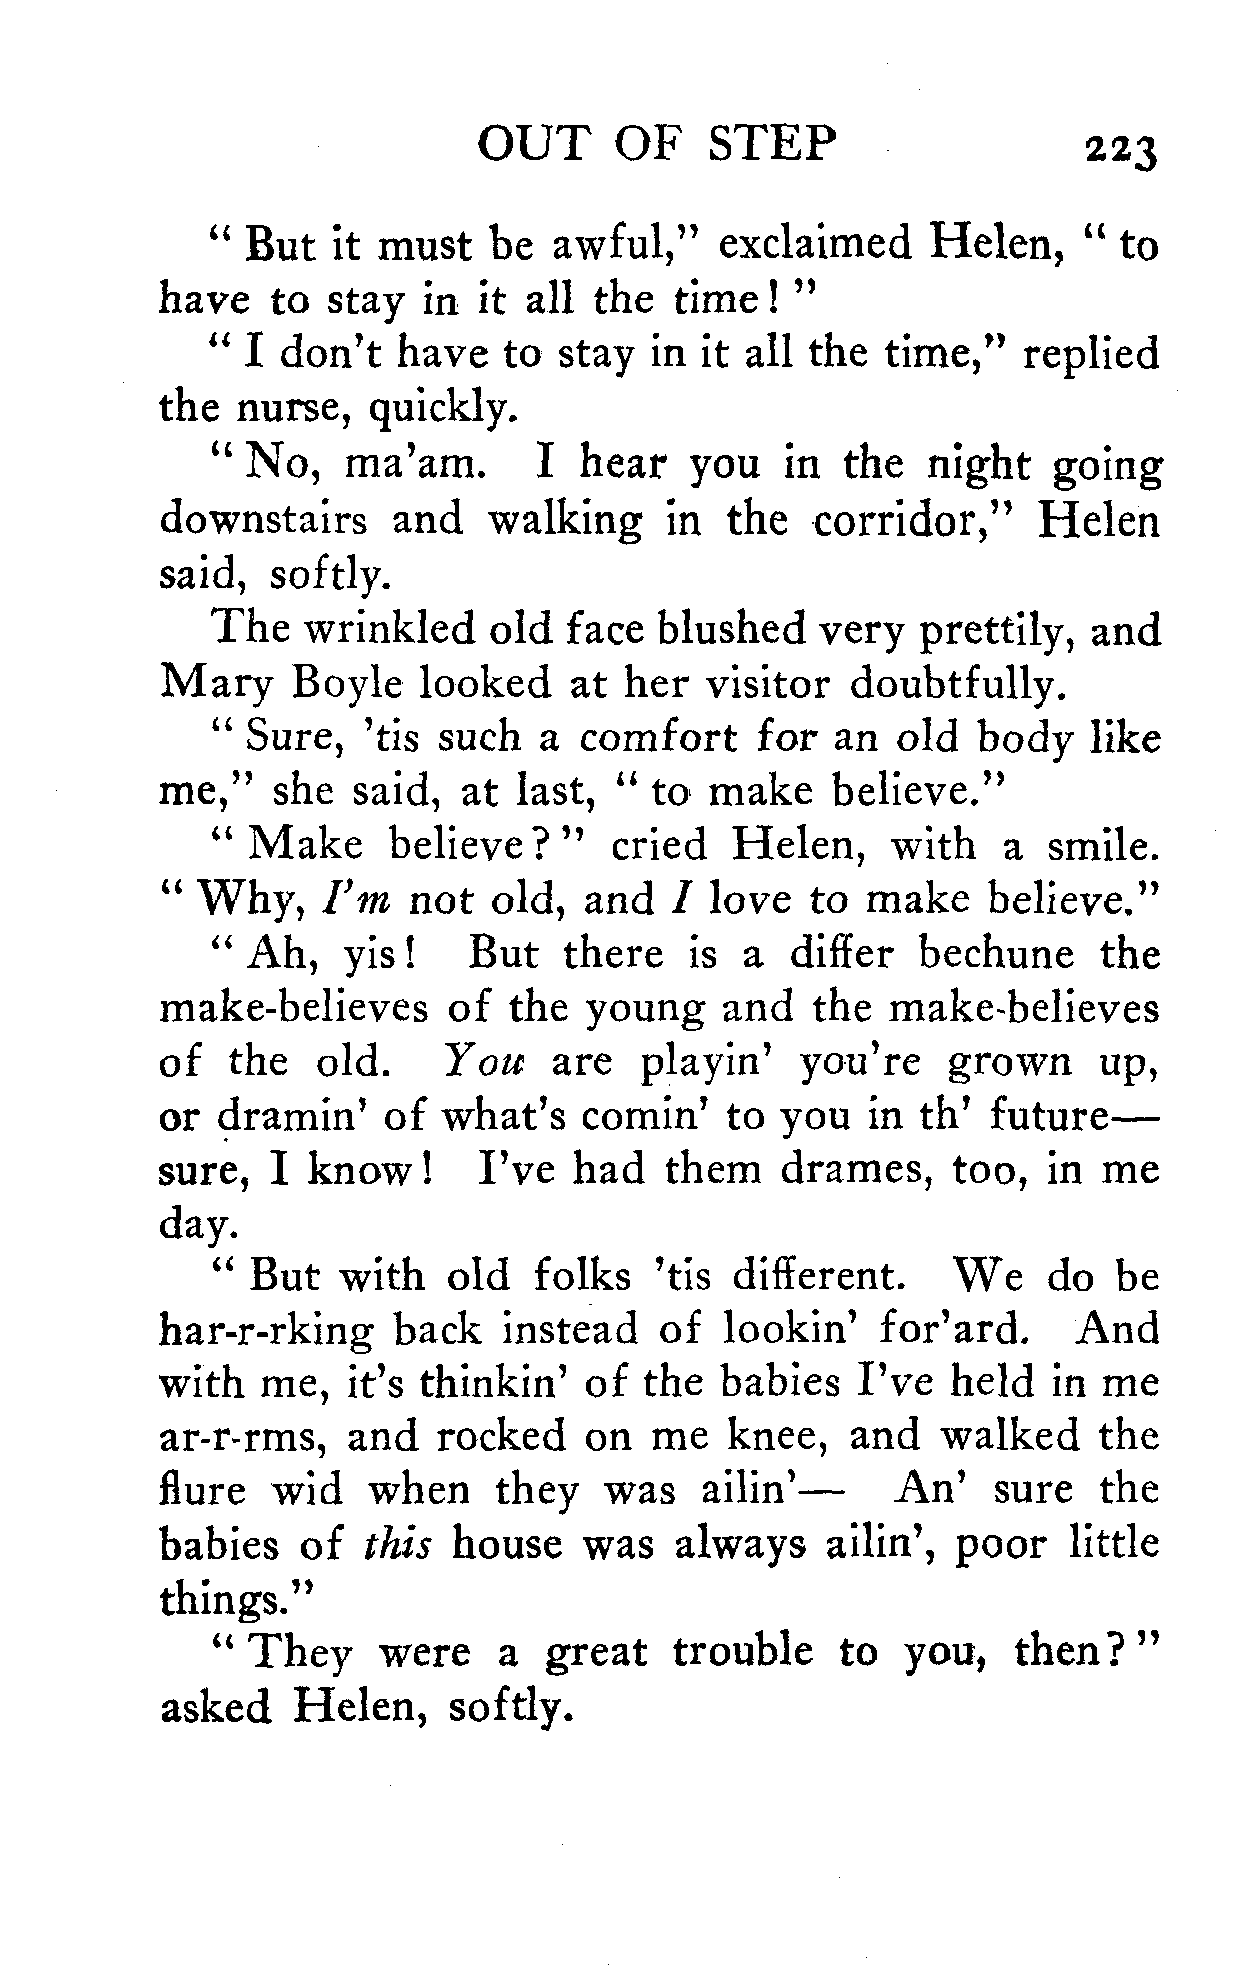 OUT OF STEP 223
" But it must be awful," exclaimed Helen, " to
have to stay in it all the time! "
" I don't have to stay in it all the time," replied
the nurse, quickly.
" No, ma'am. I hear you in the night going
downstairs and walking in the corridor," Helen
said, softly.
The wrinkled old face blushed very prettily, and
Mary Boyle looked at her visitor doubtfully.
" Sure, 'tis such a comfort for an old body like
me," she said, at last, " to make believe."
" Make believe? " cried Helen, with a smile.
" Why, I'm not old, and I love to make believe."
" Ah, yis! But there is a differ bechune the
make-believes of the young and the make-believes
of the old. You are playin' you're grown up,
or dramin' of what's comin' to you in th' future—
sure, I know! I've had them drames, too, in me
day.
" But with old folks 'tis different. We do be
har-r-rking back instead of lookin' for'ard. And
with me, it's thinkin' of the babies I've held in me
ar-r-rms, and rocked on me knee, and walked the
flure wid when they was ailin'— An' sure the
babies of this house was always ailin', poor little
things."
" They were a great trouble to you, then? "
asked Helen, softly.